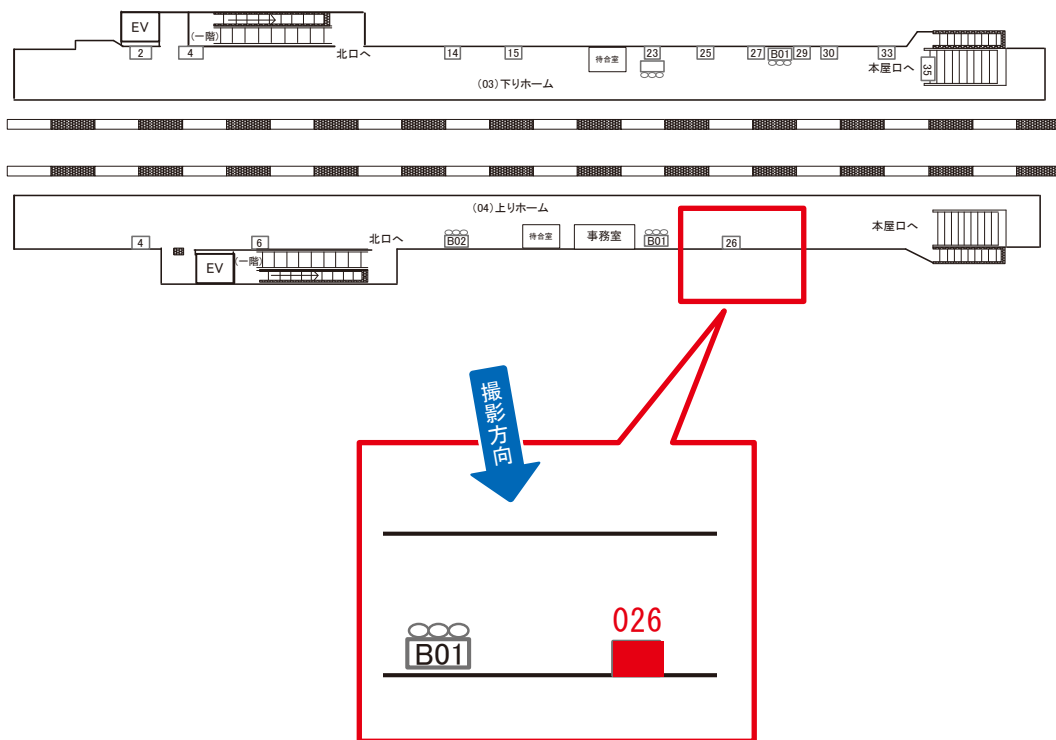 EV
(一階)
2
4
北口へ
14
15
待合室
23
25
27
B01
29
30
33
本屋口へ
35
(03)下りホーム
(04)上りホーム
4
6
北口へ
B02
待合室
事務室
B01
26
本屋口へ
EV
(一階)
撮影方向
026
B01